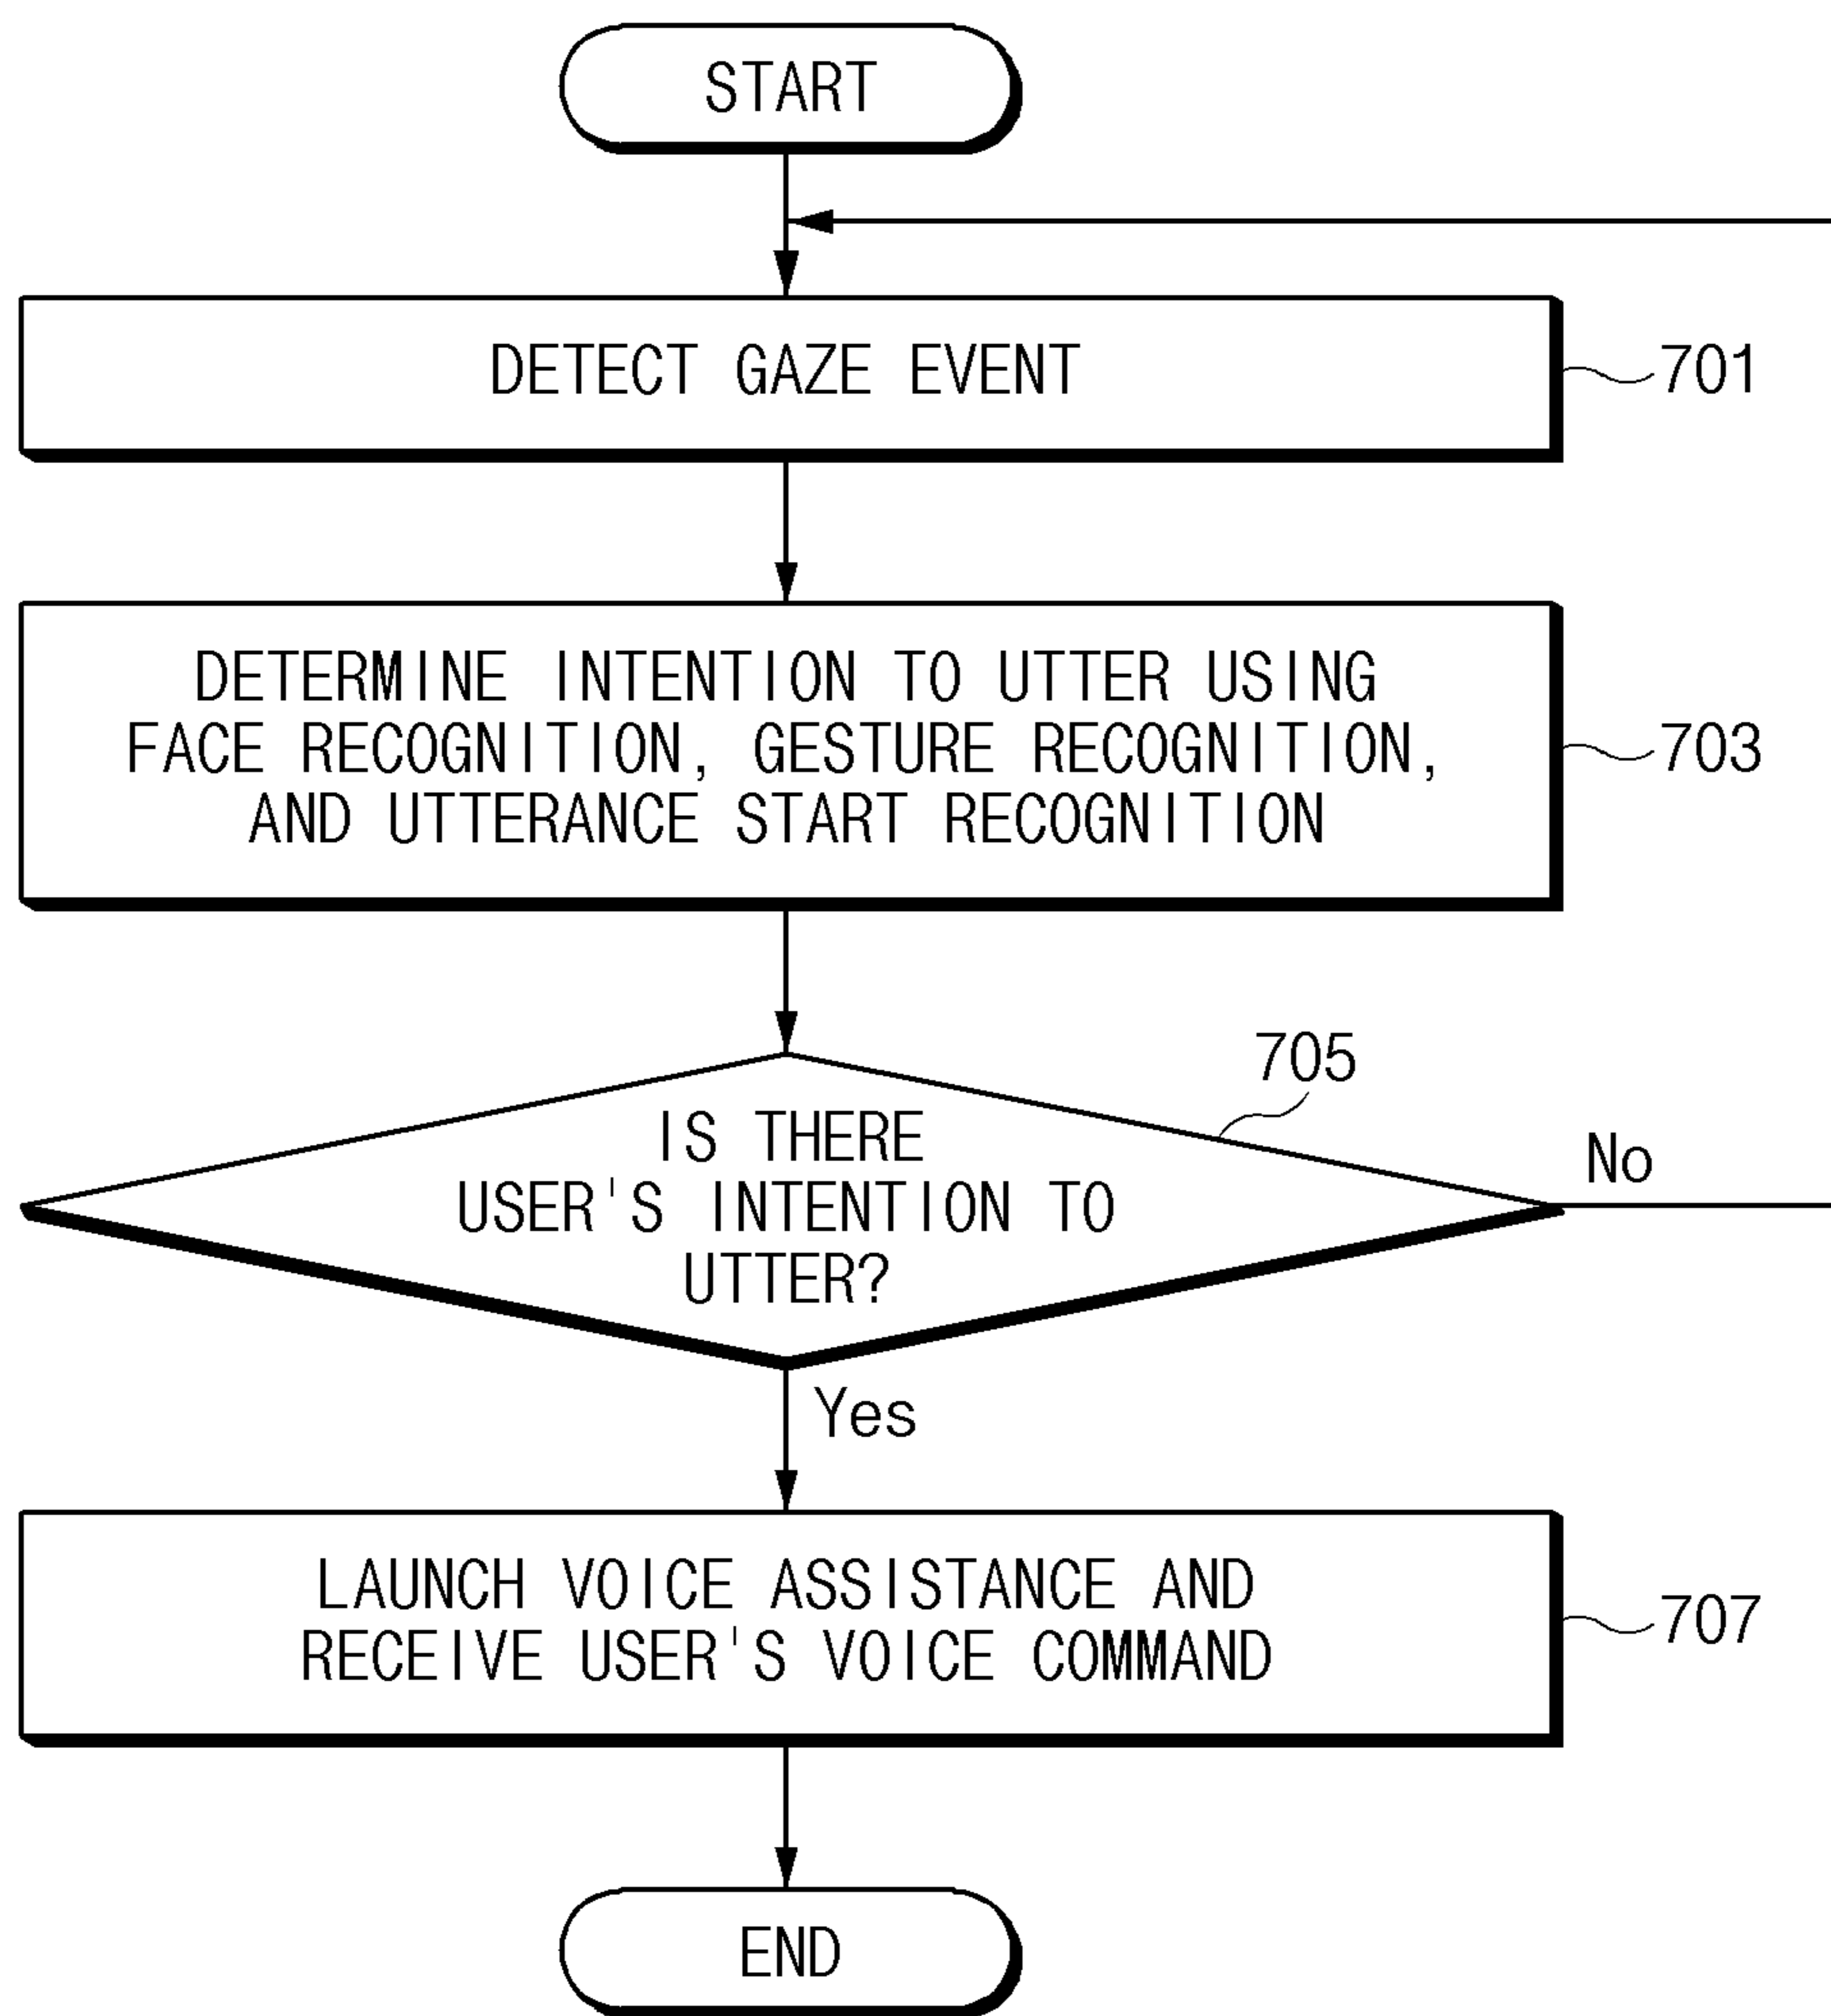 START
DETECT GAZE EVENT
701
DETERMINE INTENTION TO UTTER USING
FACE RECOGNITION, GESTURE RECOGNITION,
AND UTTERANCE START RECOGNITION
703
705
IS THERE
USER'S INTENTION TO
UTTER?
No
Yes
LAUNCH VOICE ASSISTANCE AND
RECEIVE USER'S VOICE COMMAND
707
END